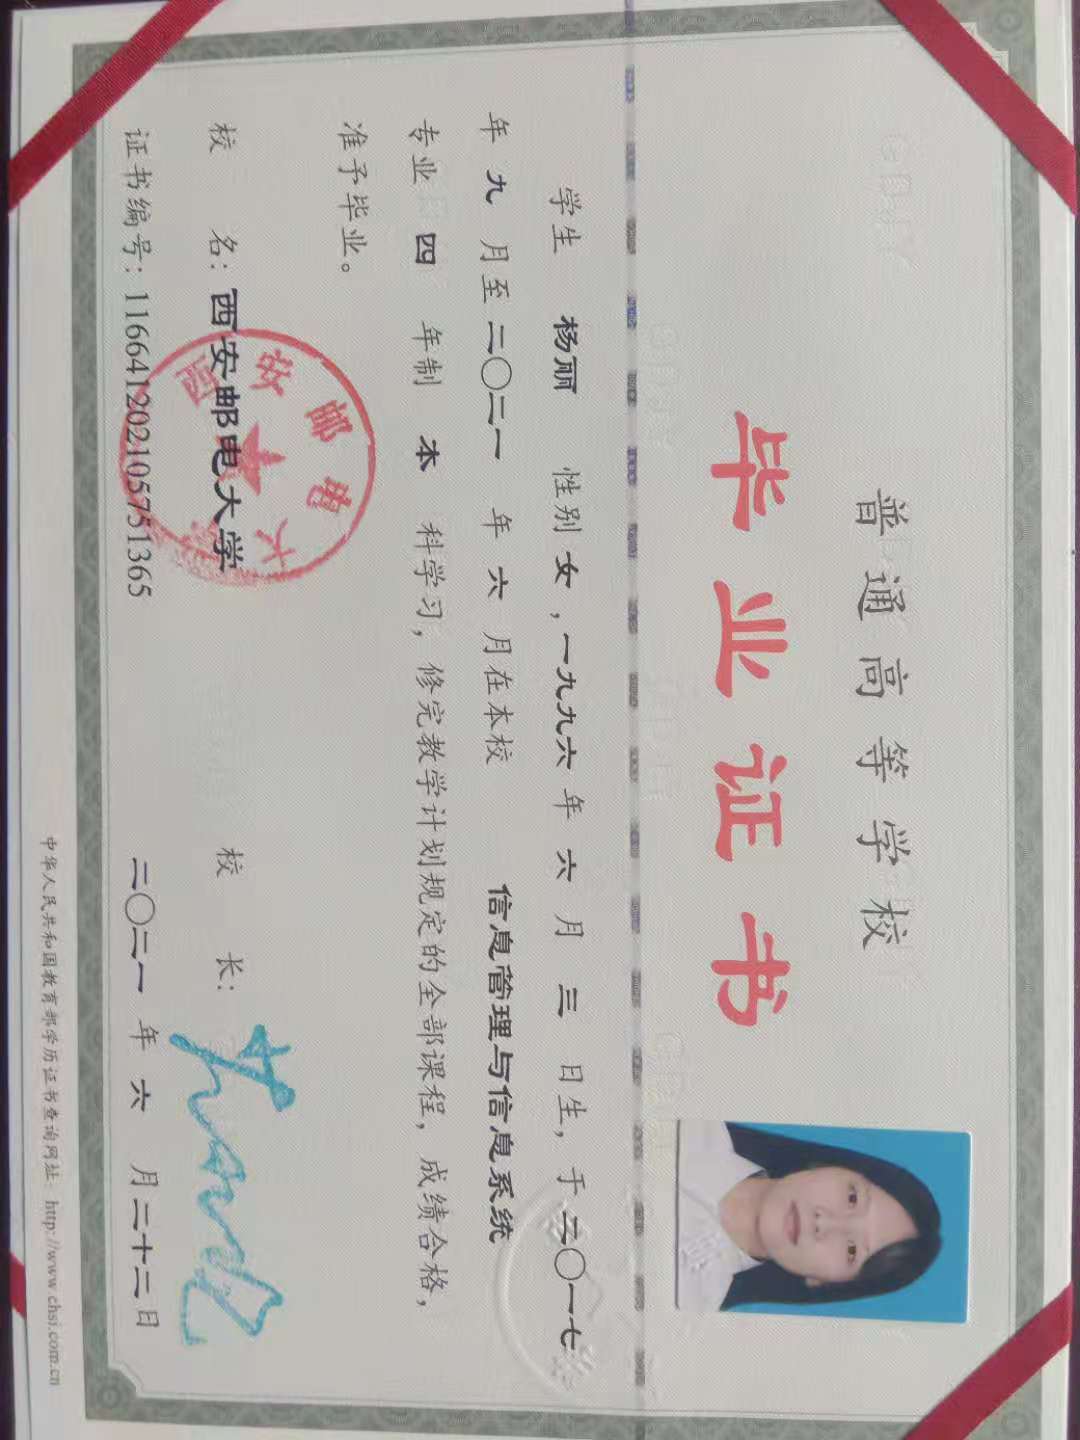 普通高等学校
毕业证书
学生 杨丽 性别 女，一九九六 年 六 月 三 日生，于 二〇一七
年 九 月至 二〇二一 年 六 月在本校 信息管理与信息系统
专业 四 年制 本 科学习，修完教学计划规定的全部课程，成绩合格，
准予毕业。
校 名：西安邮电大学 校 长：
西安邮电大学
证书编号：116641202105751365 二〇二一 年 六 月二十二日
中华人民共和国教育部学历证书查询网址：http://www.chsi.com.cn